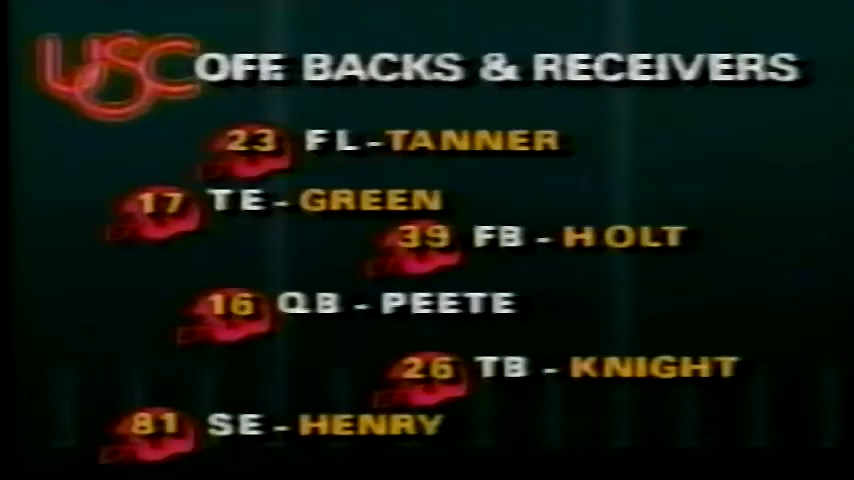 USC OFF. BACKS & RECEIVERS
23 FL-TANNER
17 TE-GREEN
39 FB-HOLT
16 QB-PEETE
26 TB-KNIGHT
81 SE-HENRY